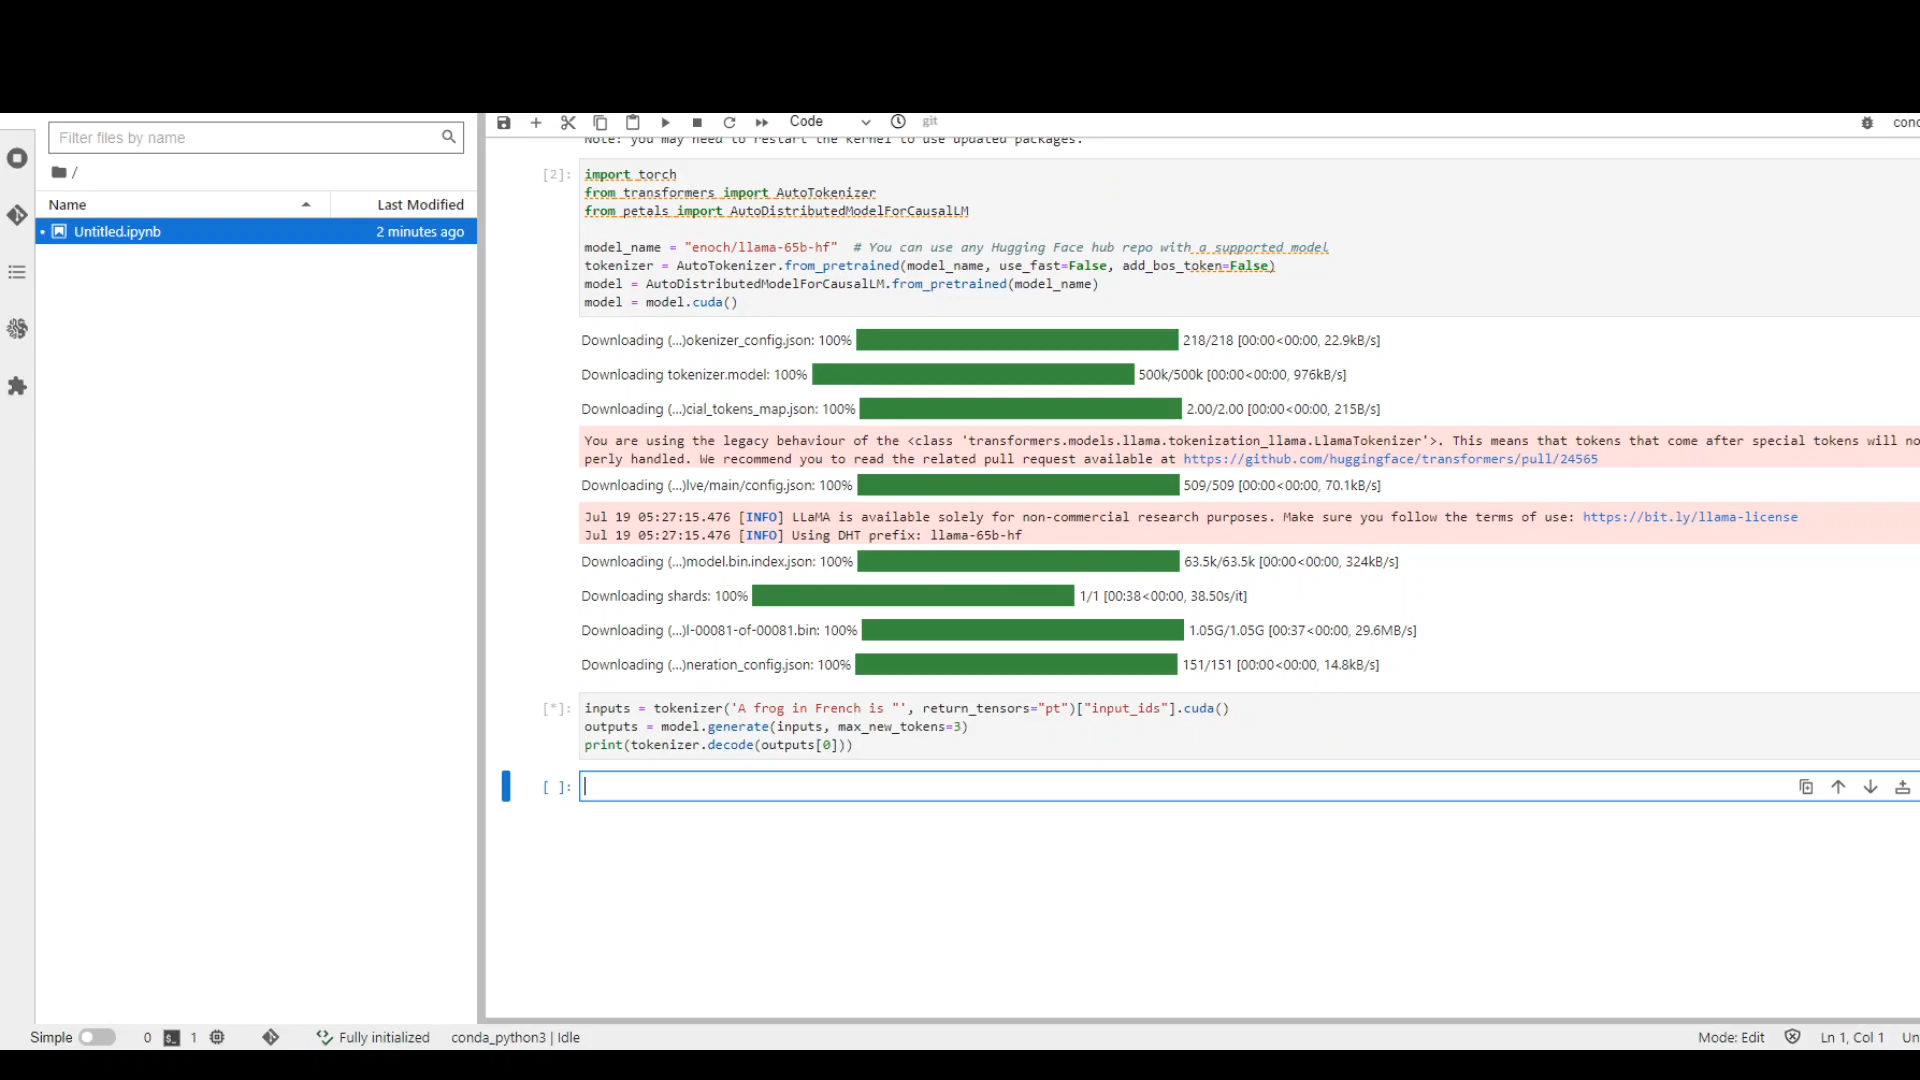 Filter files by name
/
Name Last Modified
Untitled.ipynb 2 minutes ago
Code git conc
Note: you may need to restart the kernel to use updated packages.
[2]: import torch
from transformers import AutoTokenizer
from petals import AutoDistributedModelForCausalLM
model_name = "enoch/llama-65b-hf" # You can use any Hugging Face hub repo with a supported model
tokenizer = AutoTokenizer.from_pretrained(model_name, use_fast=False, add_bos_token=False)
model = AutoDistributedModelForCausalLM.from_pretrained(model_name)
model = model.cuda()
Downloading (...)okenizer_config.json: 100% 218/218 [00:00<00:00, 22.9kB/s]
Downloading tokenizer.model: 100% 500k/500k [00:00<00:00, 976kB/s]
Downloading (...)cial_tokens_map.json: 100% 2.00/2.00 [00:00<00:00, 215B/s]
You are using the legacy behaviour of the <class 'transformers.models.llama.tokenization_llama.LlamaTokenizer'>. This means that tokens that come after special tokens will no
perly handled. We recommend you to read the related pull request available at https://github.com/huggingface/transformers/pull/24565
Downloading (...)lve/main/config.json: 100% 509/509 [00:00<00:00, 70.1kB/s]
Jul 19 05:27:15.476 [INFO] LLaMA is available solely for non-commercial research purposes. Make sure you follow the terms of use: https://bit.ly/llama-license
Jul 19 05:27:15.476 [INFO] Using DHT prefix: llama-65b-hf
Downloading (...)model.bin.index.json: 100% 63.5k/63.5k [00:00<00:00, 324kB/s]
Downloading shards: 100% 1/1 [00:38<00:00, 38.50s/it]
Downloading (...)l-00081-of-00081.bin: 100% 1.05G/1.05G [00:37<00:00, 29.6MB/s]
Downloading (...)neration_config.json: 100% 151/151 [00:00<00:00, 14.8kB/s]
[*]: inputs = tokenizer('A frog in French is "', return_tensors="pt")["input_ids"].cuda()
outputs = model.generate(inputs, max_new_tokens=3)
print(tokenizer.decode(outputs[0]))
[ ]:
Simple 0 1 Fully initialized conda_python3 | Idle Mode: Edit Ln 1, Col 1 Un